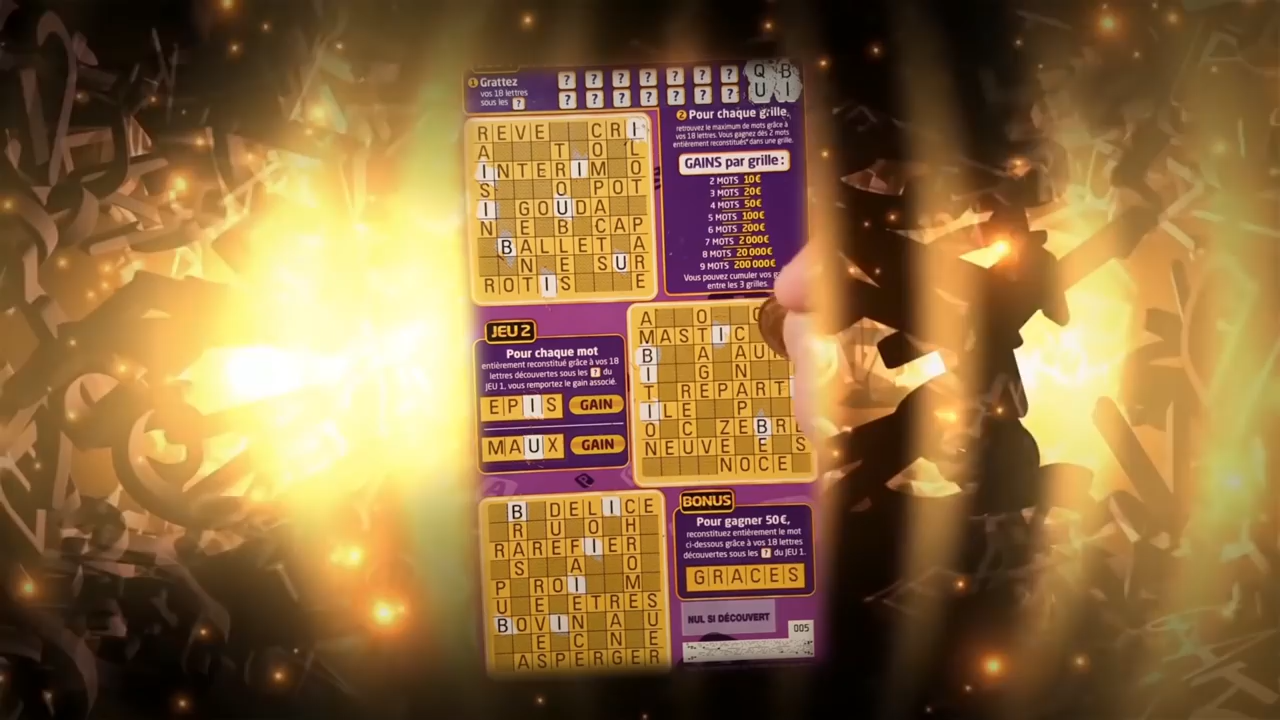 1 Grattez
vos 18 lettres
sous les ?
? ? ? ? ? ? ? Q B
? ? ? ? ? ? ? U I
2 Pour chaque grille,
retrouvez le maximum de mots grâce à
vos 18 lettres. Vous gagnez dès 2 mots
entièrement reconstitués dans une grille.
GAINS par grille :
2 MOTS 10€
3 MOTS 20€
4 MOTS 50€
5 MOTS 100€
6 MOTS 200€
7 MOTS 2 000€
8 MOTS 20 000€
9 MOTS 200 000€
Vous pouvez cumuler vos
entre les 3 grilles.
REVE CRI
A T O L
INTERIM O
S O POT
I GOUDA
N E B CAP
BALLET A
N E SUR
ROTIS E
JEU 2
Pour chaque mot
entièrement reconstitué grâce à vos 18
lettres découvertes sous les ? du
JEU 1, vous remportez le gain associé.
EPIS GAIN
MAUX GAIN
A O
MASTIC
B A AU
I G N
T REPART
ILE P
O C ZEBRE
NEUVE E S
NOCE
B DELICE
R U O H
RAREFIER
S A O
P ROI M
U E ETRES
BOVIN A U
E C N E
ASPERGER
BONUS
Pour gagner 50€,
reconstituez entièrement le mot
ci-dessous grâce à vos 18 lettres
découvertes sous les ? du JEU 1.
GRACES
NUL SI DÉCOUVERT
005